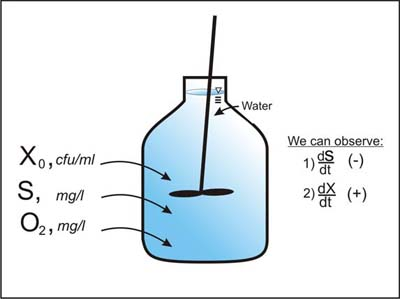 Water
X₀, cfu/ml
S, mg/l
O₂, mg/l
We can observe:
1) dS/dt (-)
2) dX/dt (+)